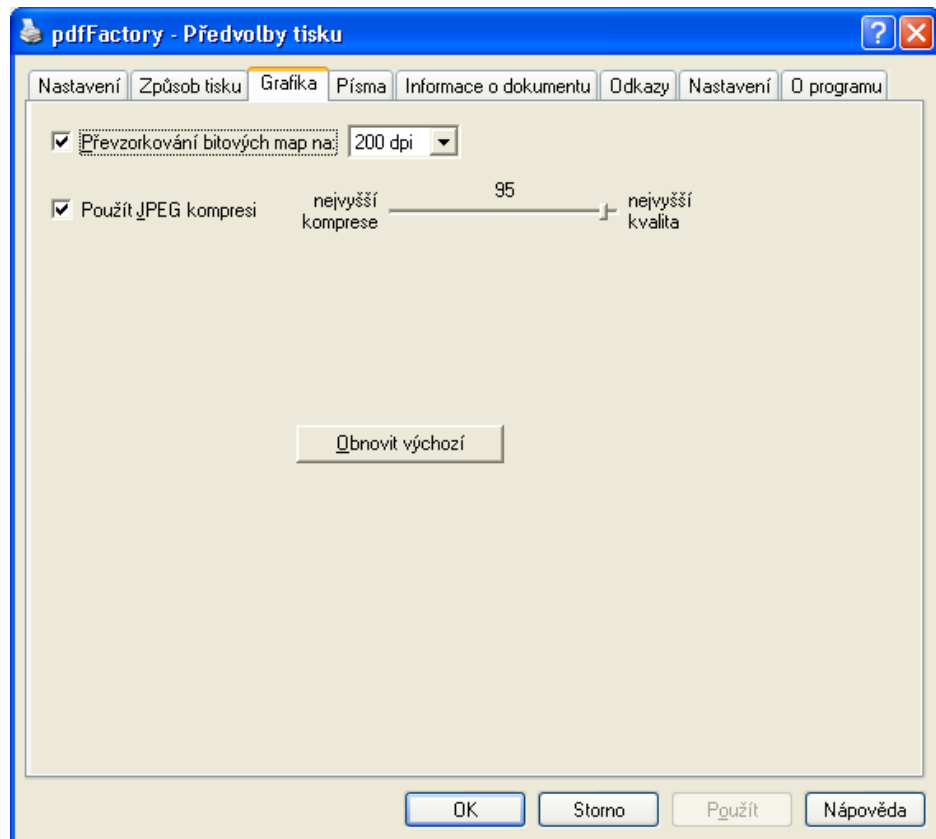 pdfFactory - Předvolby tisku
Nastavení Způsob tisku Grafika Písma Informace o dokumentu Odkazy Nastavení O programu
Převzorkování bitových map na: 200 dpi
Použít JPEG kompresi
nejvyšší komprese
95
nejvyšší kvalita
Obnovit výchozí
OK Storno Použít Nápověda